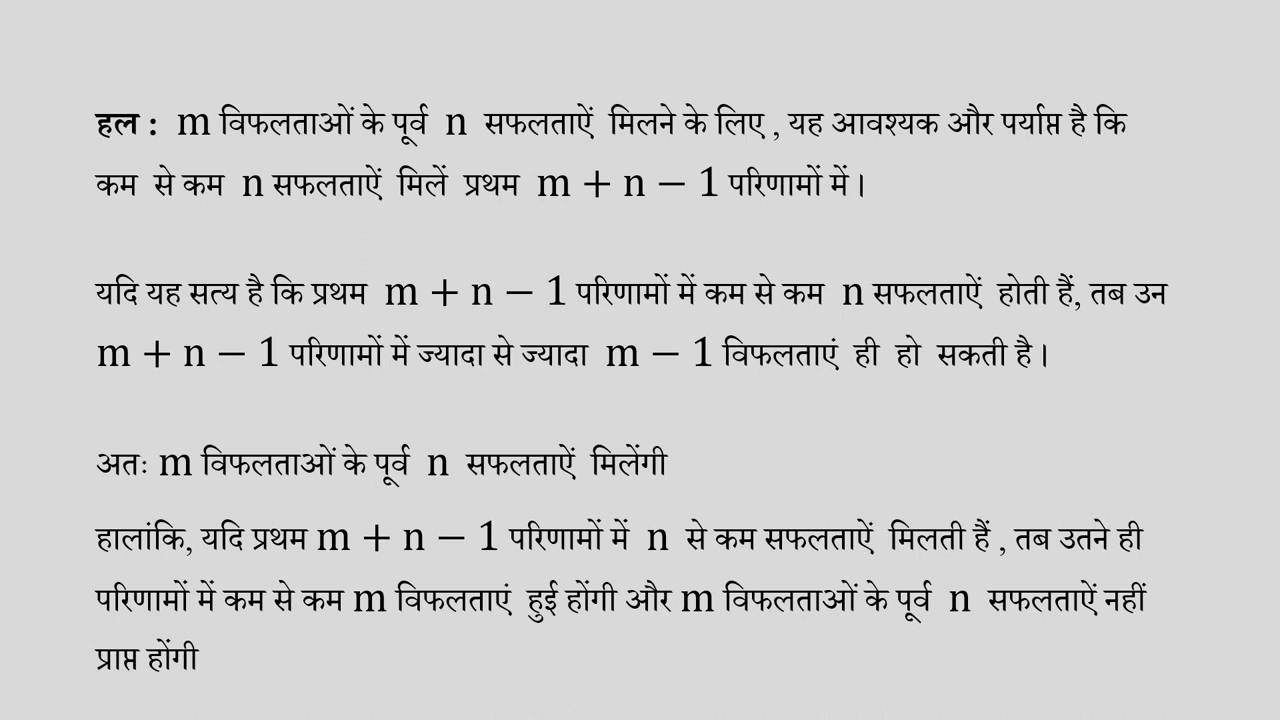 हल : m विफलताओं के पूर्व n सफलताऐं मिलने के लिए , यह आवश्यक और पर्याप्त है कि
कम से कम n सफलताऐं मिलें प्रथम m + n − 1 परिणामों में।
यदि यह सत्य है कि प्रथम m + n − 1 परिणामों में कम से कम n सफलताऐं होती हैं, तब उन
m + n − 1 परिणामों में ज्यादा से ज्यादा m − 1 विफलताएं ही हो सकती है।
अतः m विफलताओं के पूर्व n सफलताऐं मिलेंगी
हालांकि, यदि प्रथम m + n − 1 परिणामों में n से कम सफलताऐं मिलती हैं , तब उतने ही
परिणामों में कम से कम m विफलताएं हुई होंगी और m विफलताओं के पूर्व n सफलताऐं नहीं
प्राप्त होंगी